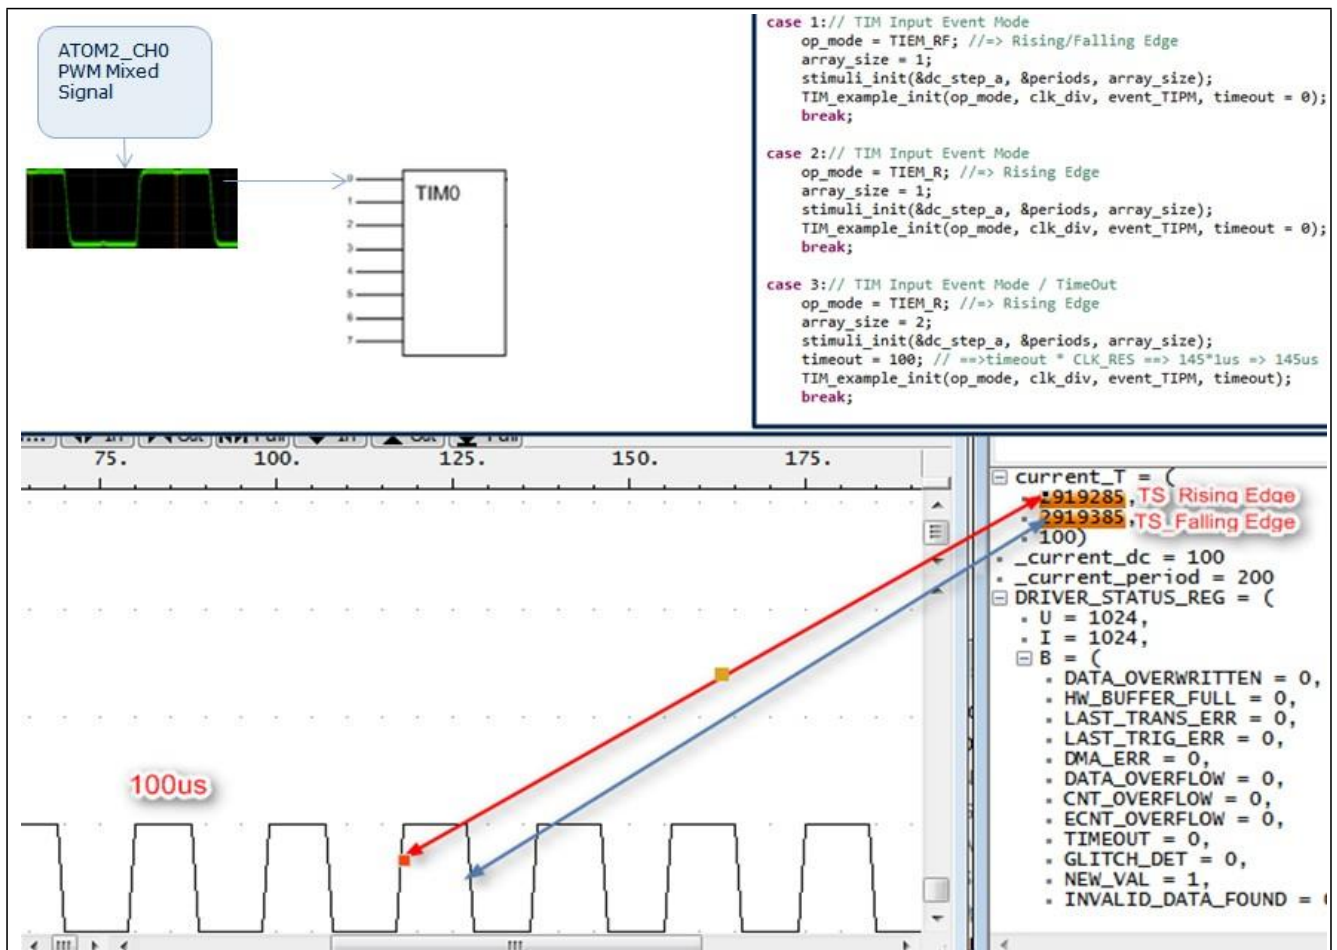 ATOM2_CH0
PWM Mixed
Signal
0
1
2
3
4
5
6
7
TIM0
case 1:// TIM Input Event Mode
op_mode = TIEM_RF; //=> Rising/Falling Edge
array_size = 1;
stimuli_init(&dc_step_a, &periods, array_size);
TIM_example_init(op_mode, clk_div, event_TIPM, timeout = 0);
break;
case 2:// TIM Input Event Mode
op_mode = TIEM_R; //=> Rising Edge
array_size = 1;
stimuli_init(&dc_step_a, &periods, array_size);
TIM_example_init(op_mode, clk_div, event_TIPM, timeout = 0);
break;
case 3:// TIM Input Event Mode / TimeOut
op_mode = TIEM_R; //=> Rising Edge
array_size = 2;
stimuli_init(&dc_step_a, &periods, array_size);
timeout = 100; // ==>timeout * CLK_RES ==> 145*1us => 145us
TIM_example_init(op_mode, clk_div, event_TIPM, timeout);
break;
75. 100. 125. 150. 175.
100us
current_T = (
2919285, TS_Rising Edge
2919385, TS_Falling Edge
100)
_current_dc = 100
_current_period = 200
DRIVER_STATUS_REG = (
U = 1024,
I = 1024,
B = (
DATA_OVERWRITTEN = 0,
HW_BUFFER_FULL = 0,
LAST_TRANS_ERR = 0,
LAST_TRIG_ERR = 0,
DMA_ERR = 0,
DATA_OVERFLOW = 0,
CNT_OVERFLOW = 0,
ECNT_OVERFLOW = 0,
TIMEOUT = 0,
GLITCH_DET = 0,
NEW_VAL = 1,
INVALID_DATA_FOUND =